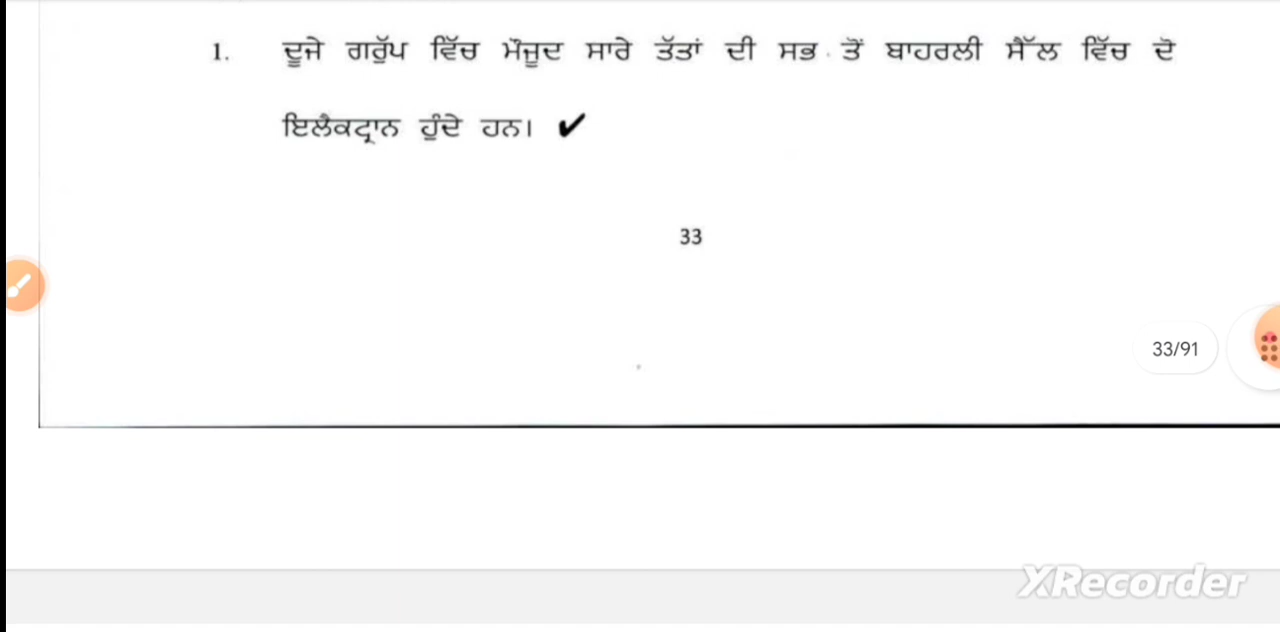 1. ਦੂਜੇ ਗਰੁੱਪ ਵਿੱਚ ਮੌਜੂਦ ਸਾਰੇ ਤੱਤਾਂ ਦੀ ਸਭ ਤੋਂ ਬਾਹਰਲੀ ਸੈੱਲ ਵਿੱਚ ਦੋ
ਇਲੈਕਟ੍ਰਾਨ ਹੁੰਦੇ ਹਨ। ✔
33
33/91
XRecorder